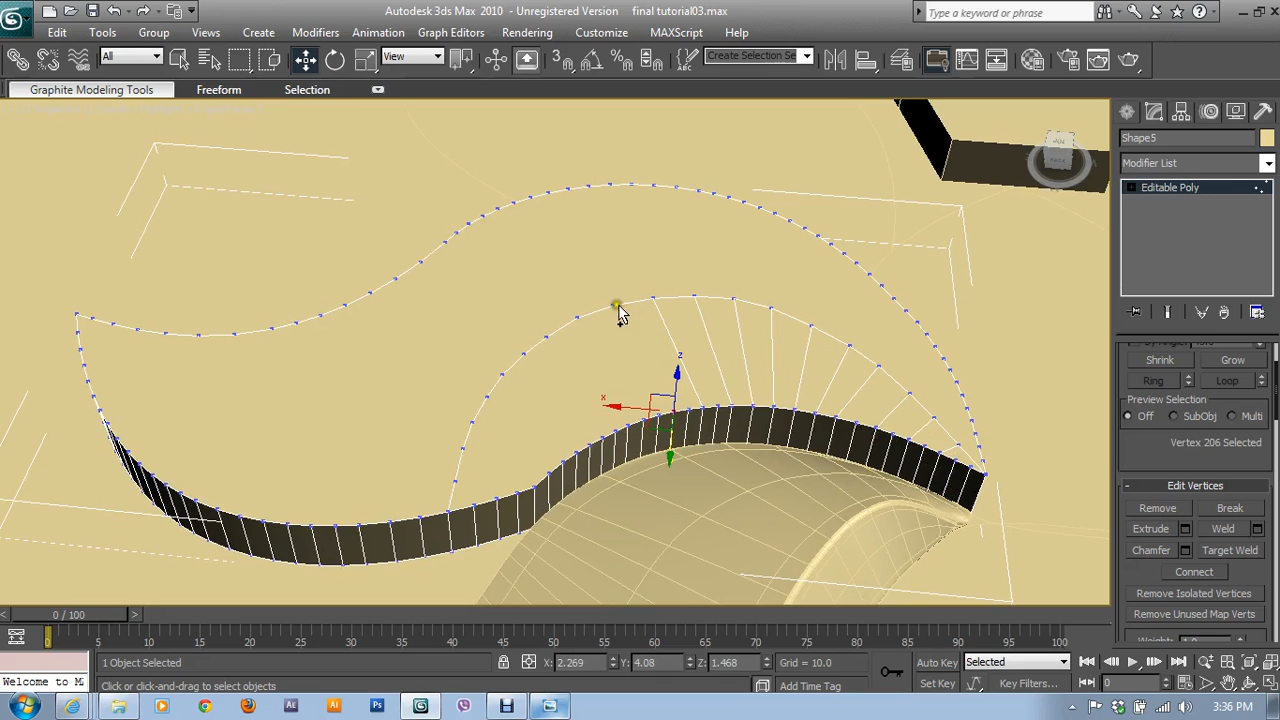 Autodesk 3ds Max 2010 - Unregistered Version final tutorial03.max
Type a keyword or phrase
Edit Tools Group Views Create Modifiers Animation Graph Editors Rendering Customize MAXScript Help
All View Create Selection Se
Graphite Modeling Tools Freeform Selection
Shape5
Modifier List
Editable Poly
Shrink Grow
Ring Loop
Preview Selection
Off SubObj Multi
Vertex 206 Selected
Edit Vertices
Remove Break
Extrude Weld
Chamfer Target Weld
Connect
Remove Isolated Vertices
Remove Unused Map Verts
z
x
0 / 100
0 5 10 15 20 25 30 35 40 45 50 55 60 65 70 75 80 85 90 95 100
1 Object Selected X: 2.269 Y: 4.08 Z: 1.468 Grid = 10.0 Auto Key Selected
Welcome to M Click or click-and-drag to select objects Add Time Tag Set Key Key Filters... 0
3:36 PM